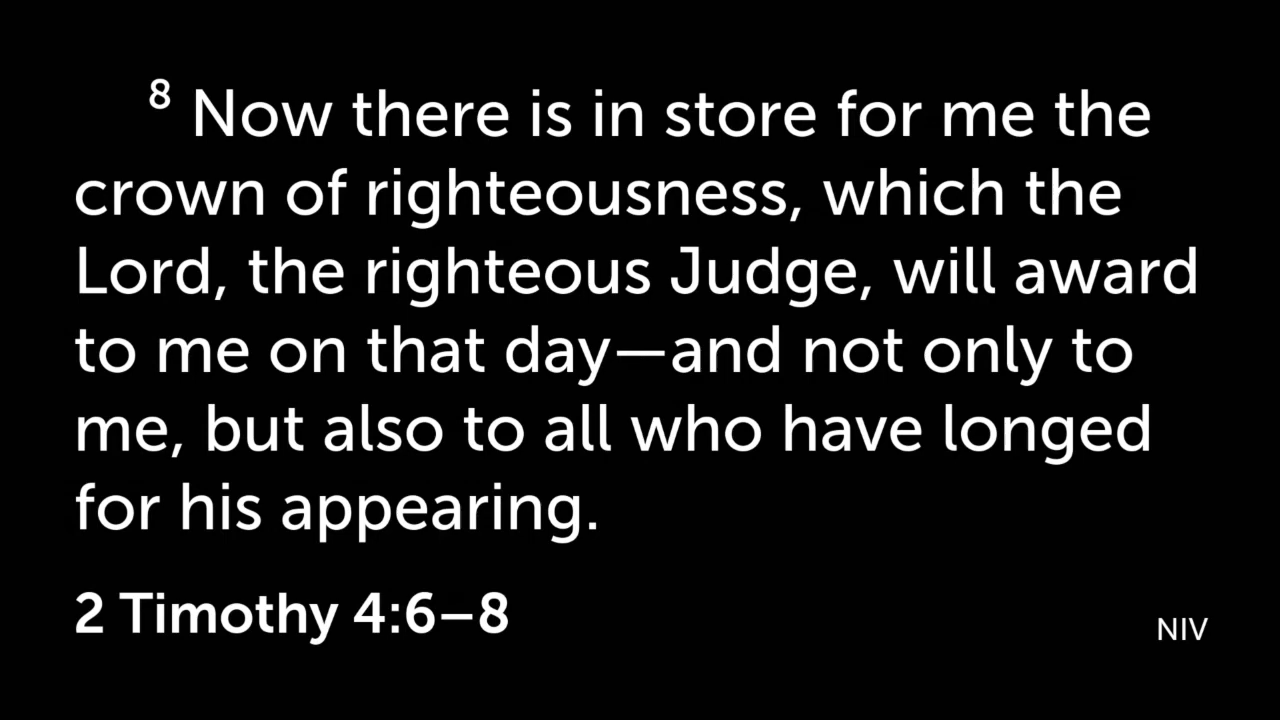 8 Now there is in store for me the
crown of righteousness, which the
Lord, the righteous Judge, will award
to me on that day—and not only to
me, but also to all who have longed
for his appearing.
2 Timothy 4:6–8
NIV